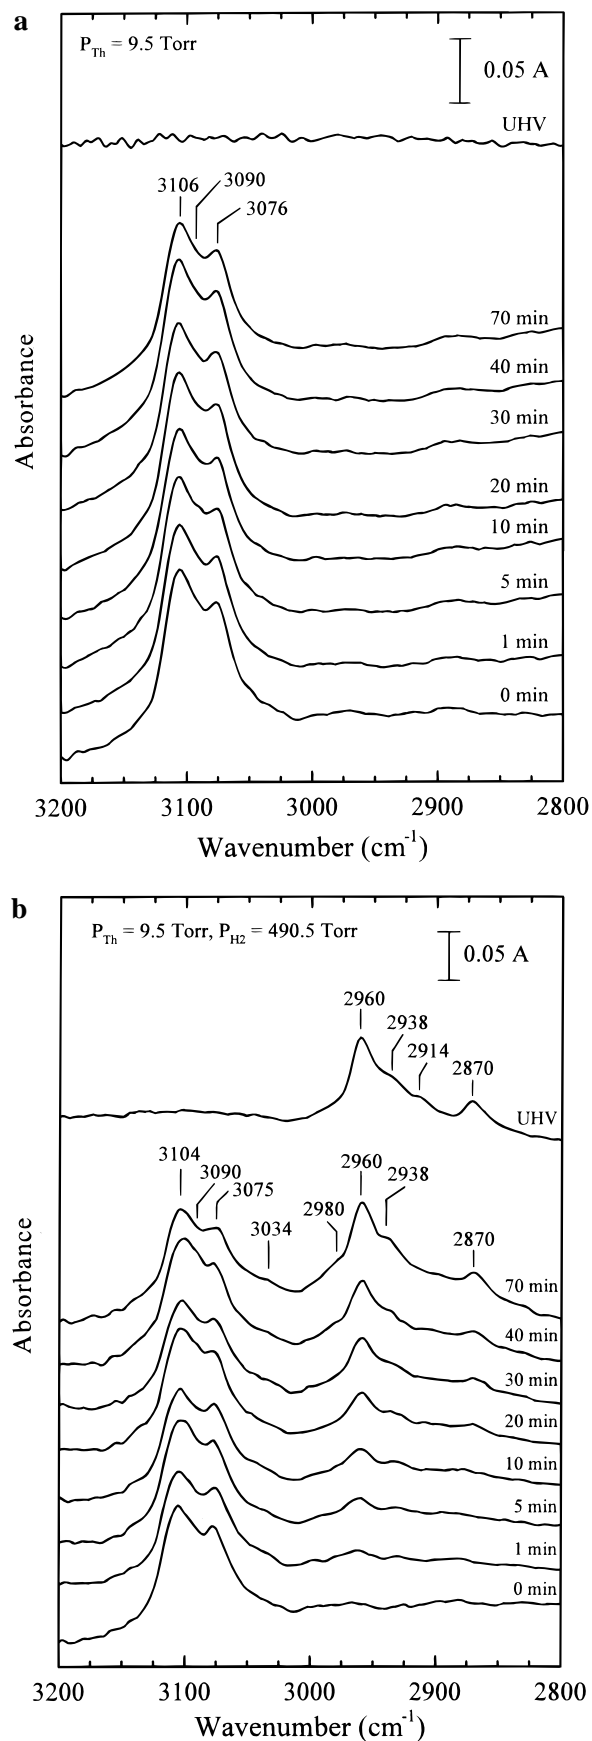 a
P_Th = 9.5 Torr
0.05 A
UHV
3106
3090
3076
70 min
40 min
30 min
20 min
10 min
5 min
1 min
0 min
Absorbance
3200 3100 3000 2900 2800
Wavenumber (cm⁻¹)
b
P_Th = 9.5 Torr, P_H2 = 490.5 Torr
0.05 A
2960
2938
2914
2870
UHV
3104
3090
3075
3034
2980
2960
2938
2870
70 min
40 min
30 min
20 min
10 min
5 min
1 min
0 min
Absorbance
3200 3100 3000 2900 2800
Wavenumber (cm⁻¹)